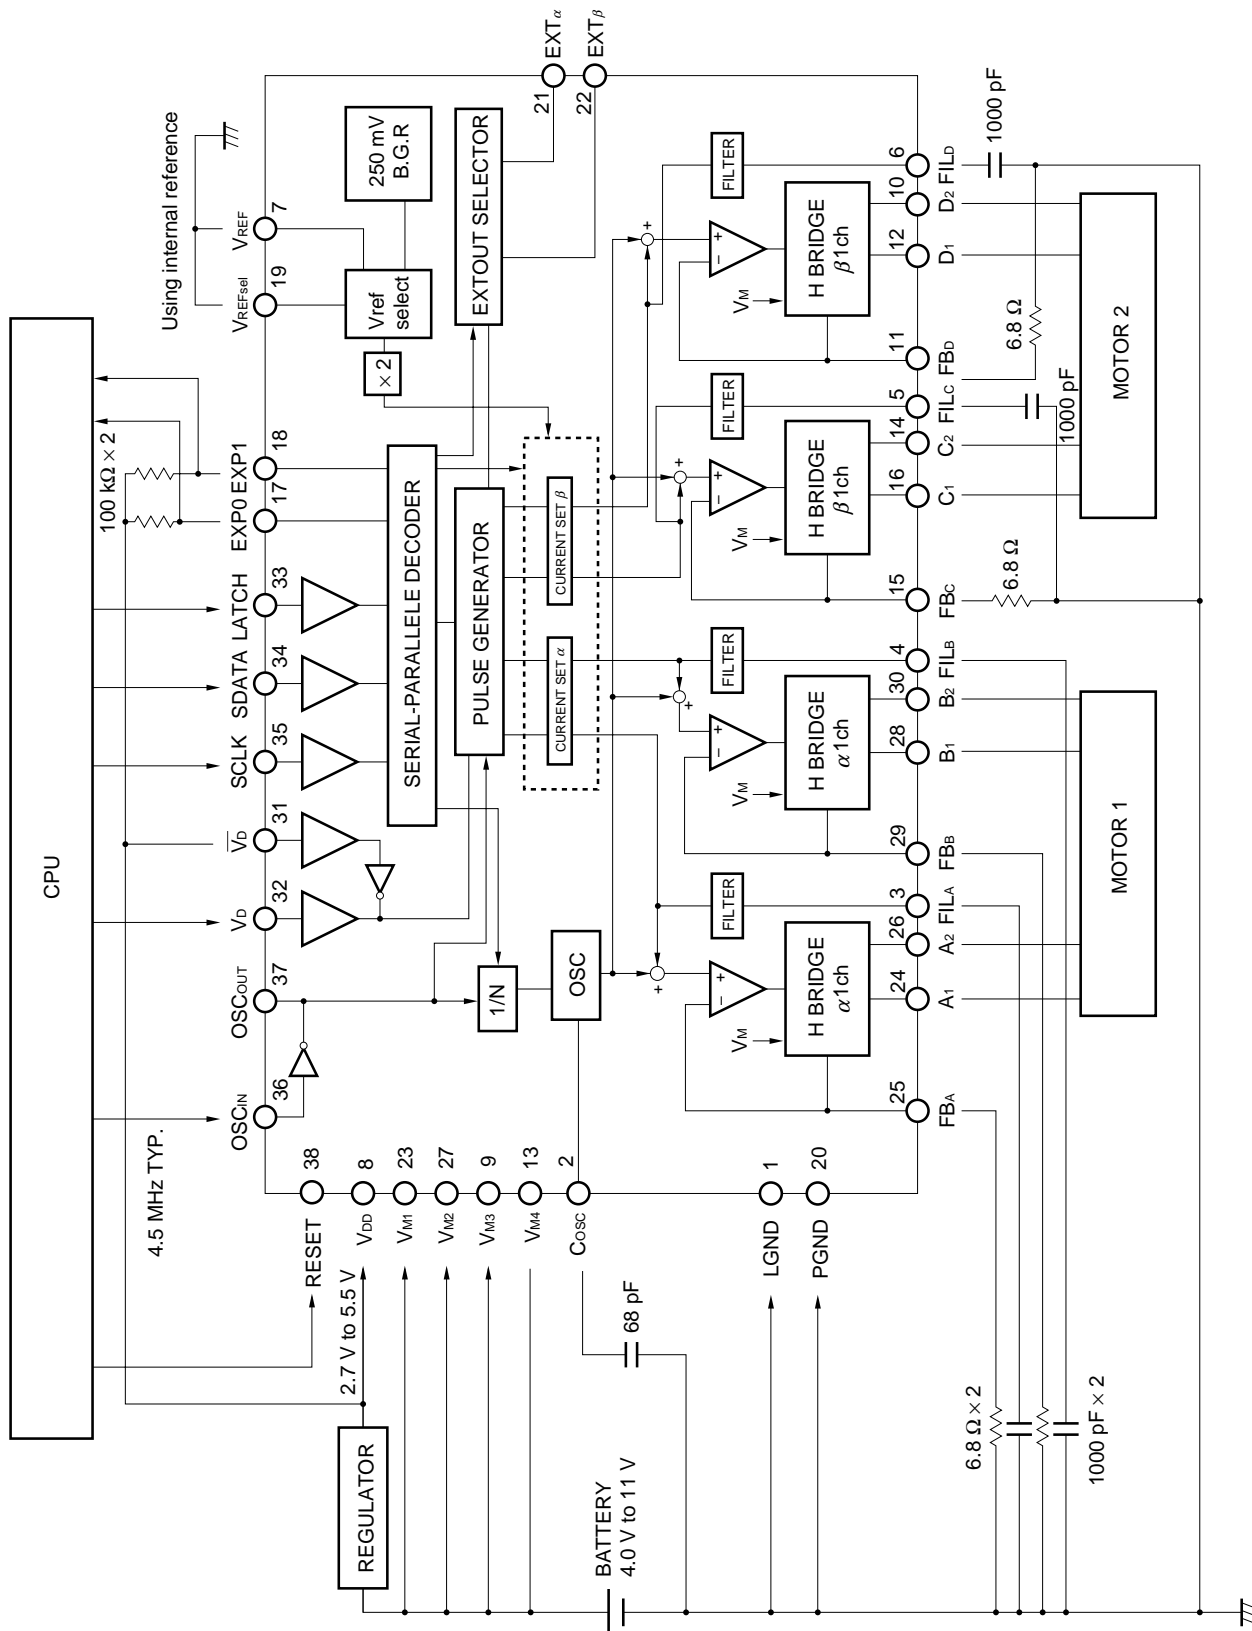 CPU
4.5 MHz TYP.
100 kΩ × 2
Using internal reference
OSCIN
OSCOUT
VD
VD
SCLK
SDATA
LATCH
EXP0
EXP1
VREFsel
VREF
36
37
32
31
35
34
33
17
18
19
7
RESET
38
VDD
8
VM1
23
VM2
27
VM3
9
VM4
13
COSC
2
LGND
1
PGND
20
2.7 V to 5.5 V
REGULATOR
BATTERY
4.0 V to 11 V
68 pF
SERIAL-PARALLELE DECODER
PULSE GENERATOR
1/N
OSC
Vref
select
× 2
250 mV
B.G.R
EXTOUT SELECTOR
21
EXTα
22
EXTβ
CURRENT SET α
CURRENT SET β
FILTER
FILTER
FILTER
FILTER
+
+
+
+
− +
− +
− +
− +
VM
VM
VM
VM
H BRIDGE
α1ch
H BRIDGE
α1ch
H BRIDGE
β1ch
H BRIDGE
β1ch
25
24
26
3
29
28
30
4
15
16
14
5
11
12
10
6
FBA
A1
A2
FILA
FBB
B1
B2
FILB
FBC
C1
C2
FILC
FBD
D1
D2
FILD
6.8 Ω × 2
1000 pF × 2
6.8 Ω
1000 pF
6.8 Ω
1000 pF
MOTOR 1
MOTOR 2